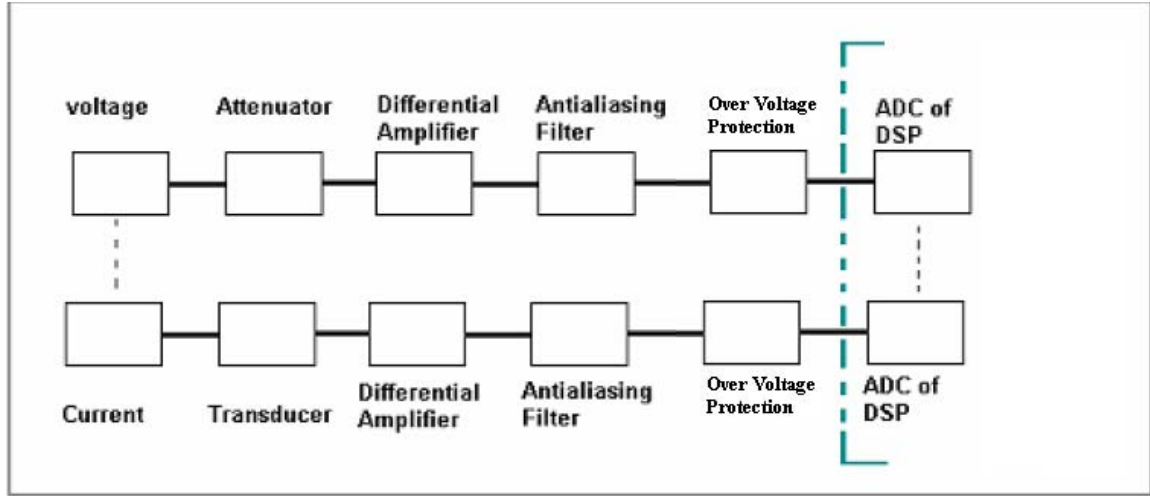 voltage
Attenuator
Differential
Amplifier
Antialiasing
Filter
Over Voltage
Protection
ADC of
DSP
Current
Transducer
Differential
Amplifier
Antialiasing
Filter
Over Voltage
Protection
ADC of
DSP